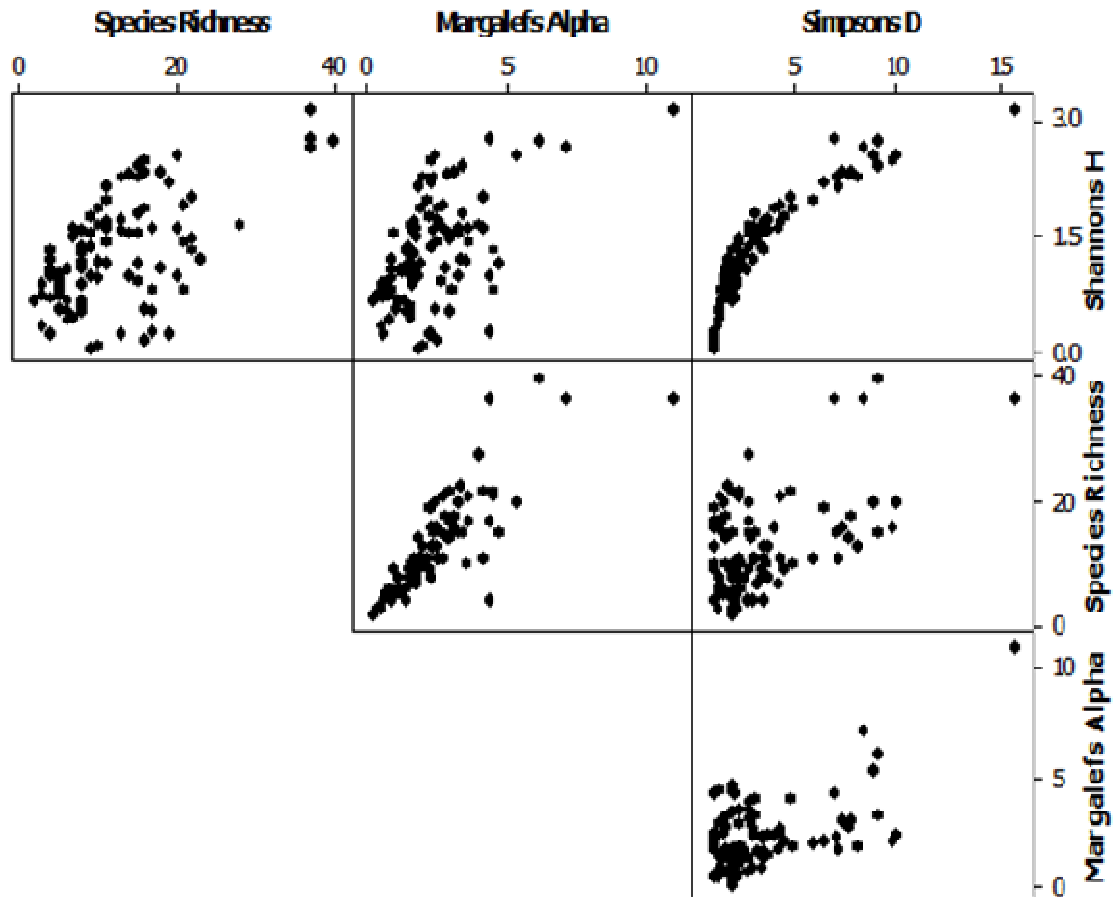 Species Richness Margalefs Alpha Simpsons D
0 20 40 0 5 10 5 10 15
3.0
1.5
0.0
Shannons H
40
20
0
Species Richness
10
5
0
Margalefs Alpha